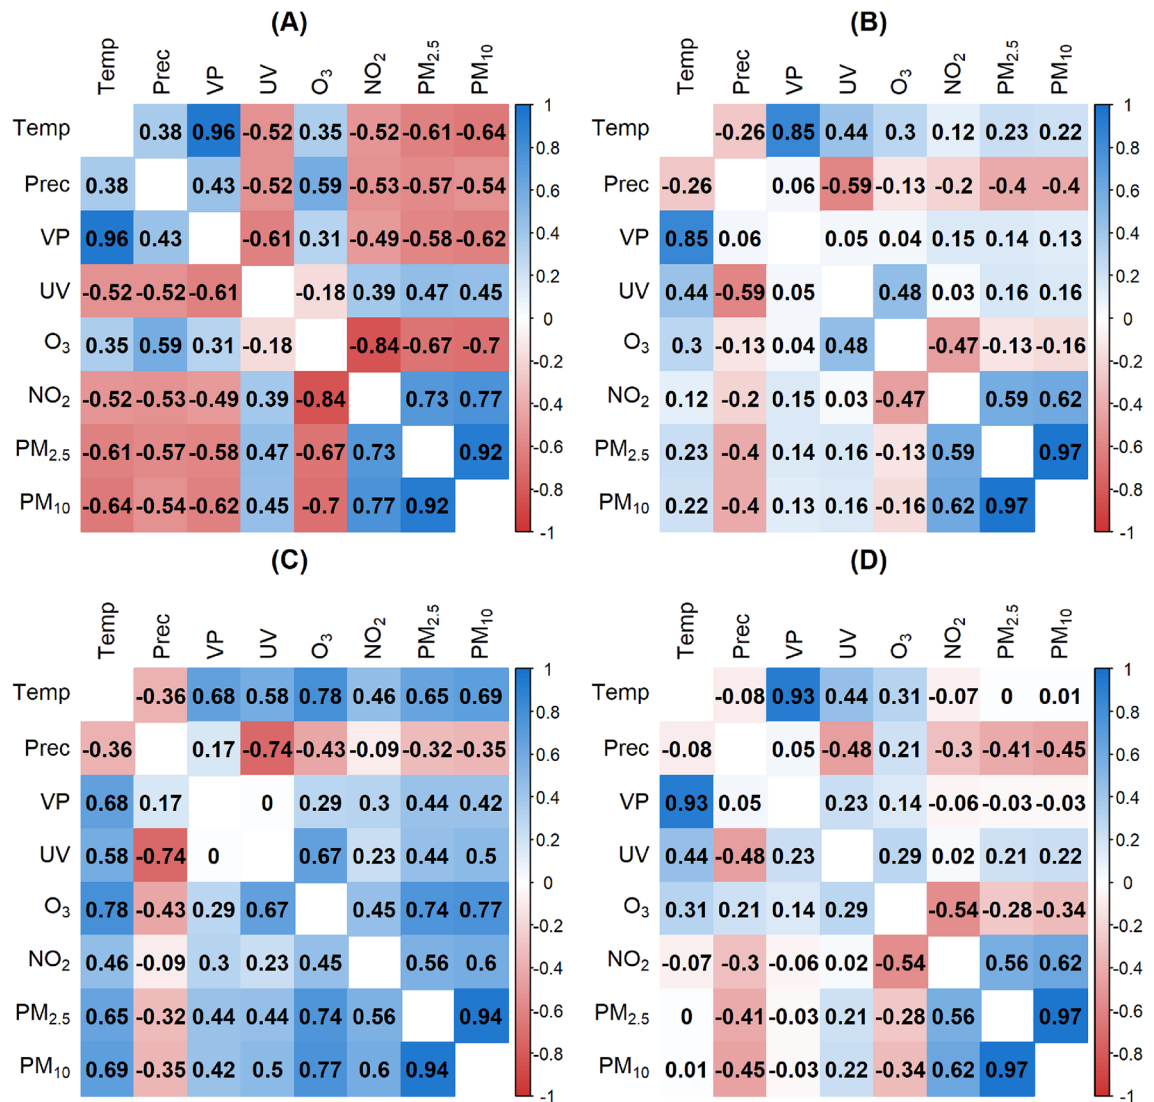 (A)
Temp Prec VP UV O3 NO2 PM2.5 PM10
Temp 0.38 0.96 -0.52 0.35 -0.52 -0.61 -0.64
Prec 0.38 0.43 -0.52 0.59 -0.53 -0.57 -0.54
VP 0.96 0.43 -0.61 0.31 -0.49 -0.58 -0.62
UV -0.52 -0.52 -0.61 -0.18 0.39 0.47 0.45
O3 0.35 0.59 0.31 -0.18 -0.84 -0.67 -0.7
NO2 -0.52 -0.53 -0.49 0.39 -0.84 0.73 0.77
PM2.5 -0.61 -0.57 -0.58 0.47 -0.67 0.73 0.92
PM10 -0.64 -0.54 -0.62 0.45 -0.7 0.77 0.92
1
0.8
0.6
0.4
0.2
0
-0.2
-0.4
-0.6
-0.8
-1
(B)
Temp Prec VP UV O3 NO2 PM2.5 PM10
Temp -0.26 0.85 0.44 0.3 0.12 0.23 0.22
Prec -0.26 0.06 -0.59 -0.13 -0.2 -0.4 -0.4
VP 0.85 0.06 0.05 0.04 0.15 0.14 0.13
UV 0.44 -0.59 0.05 0.48 0.03 0.16 0.16
O3 0.3 -0.13 0.04 0.48 -0.47 -0.13 -0.16
NO2 0.12 -0.2 0.15 0.03 -0.47 0.59 0.62
PM2.5 0.23 -0.4 0.14 0.16 -0.13 0.59 0.97
PM10 0.22 -0.4 0.13 0.16 -0.16 0.62 0.97
1
0.8
0.6
0.4
0.2
0
-0.2
-0.4
-0.6
-0.8
-1
(C)
Temp Prec VP UV O3 NO2 PM2.5 PM10
Temp -0.36 0.68 0.58 0.78 0.46 0.65 0.69
Prec -0.36 0.17 -0.74 -0.43 -0.09 -0.32 -0.35
VP 0.68 0.17 0 0.29 0.3 0.44 0.42
UV 0.58 -0.74 0 0.67 0.23 0.44 0.5
O3 0.78 -0.43 0.29 0.67 0.45 0.74 0.77
NO2 0.46 -0.09 0.3 0.23 0.45 0.56 0.6
PM2.5 0.65 -0.32 0.44 0.44 0.74 0.56 0.94
PM10 0.69 -0.35 0.42 0.5 0.77 0.6 0.94
1
0.8
0.6
0.4
0.2
0
-0.2
-0.4
-0.6
-0.8
-1
(D)
Temp Prec VP UV O3 NO2 PM2.5 PM10
Temp -0.08 0.93 0.44 0.31 -0.07 0 0.01
Prec -0.08 0.05 -0.48 0.21 -0.3 -0.41 -0.45
VP 0.93 0.05 0.23 0.14 -0.06 -0.03 -0.03
UV 0.44 -0.48 0.23 0.29 0.02 0.21 0.22
O3 0.31 0.21 0.14 0.29 -0.54 -0.28 -0.34
NO2 -0.07 -0.3 -0.06 0.02 -0.54 0.56 0.62
PM2.5 0 -0.41 -0.03 0.21 -0.28 0.56 0.97
PM10 0.01 -0.45 -0.03 0.22 -0.34 0.62 0.97
1
0.8
0.6
0.4
0.2
0
-0.2
-0.4
-0.6
-0.8
-1